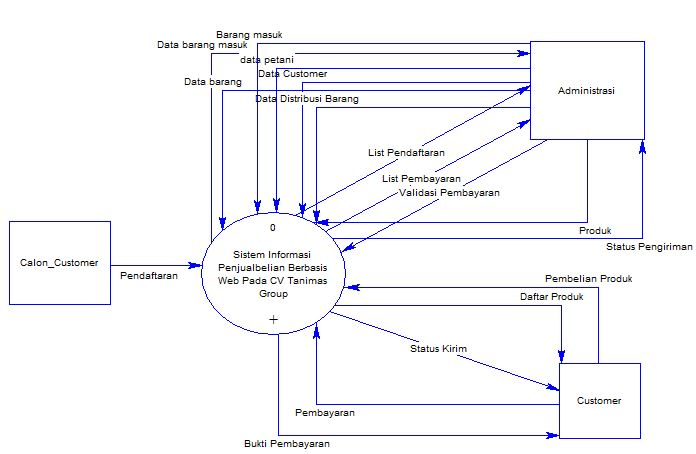 Barang masuk
Data barang masuk
data petani
Data Customer
Data barang
Data Distribusi Barang
Administrasi
List Pendaftaran
List Pembayaran
Validasi Pembayaran
Produk
Status Pengiriman
0
Sistem Informasi
Penjualbelian Berbasis
Web Pada CV Tanimas
Group
+
Calon_Customer
Pendaftaran
Pembelian Produk
Daftar Produk
Status Kirim
Customer
Pembayaran
Bukti Pembayaran